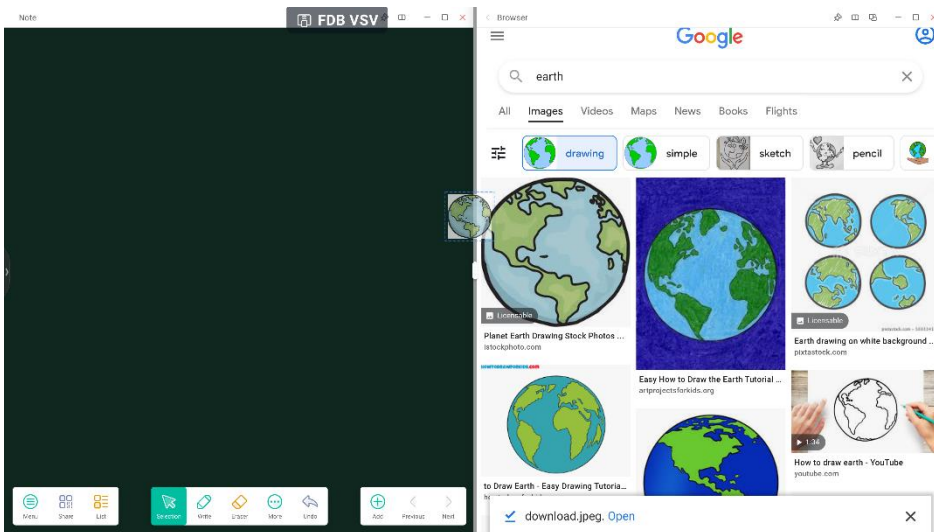 Note
FDB VSV
Menu
Share
List
Selection
Write
Eraser
More
Undo
Add
Previous
Next
Browser
Google
earth
All Images Videos Maps News Books Flights
drawing
simple
sketch
pencil
Licensable
Planet Earth Drawing Stock Photos ...
istockphoto.com
Easy How to Draw the Earth Tutorial ...
artprojectsforkids.org
Licensable
Earth drawing on white background ...
pixtastock.com
to Draw Earth - Easy Drawing Tutoria...
1:34
How to draw earth - YouTube
youtube.com
download.jpeg. Open